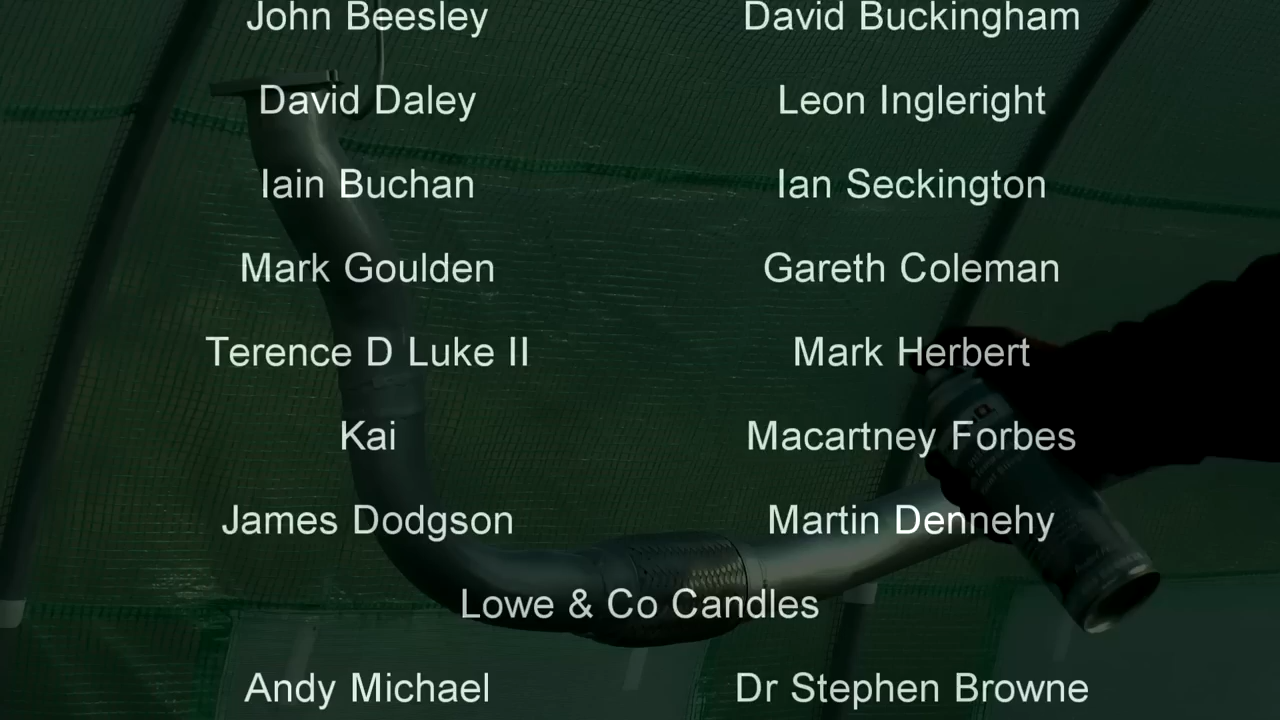 John Beesley David Buckingham
David Daley Leon Ingleright
Iain Buchan Ian Seckington
Mark Goulden Gareth Coleman
Terence D Luke II Mark Herbert
Kai Macartney Forbes
James Dodgson Martin Dennehy
Lowe & Co Candles
Andy Michael Dr Stephen Browne